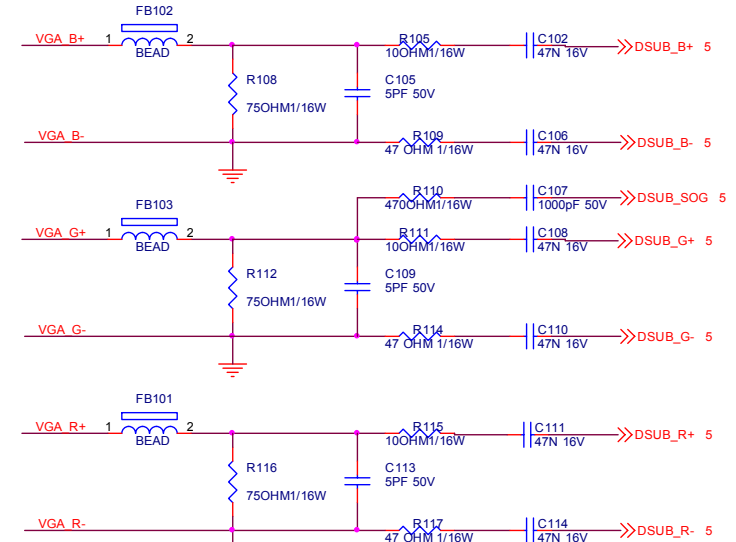 FB102
VGA_B+ 1 2 R105 C102 DSUB_B+ 5
BEAD 10OHM1/16W 47N 16V
R108 C105
75OHM1/16W 5PF 50V
VGA_B- R109 C106 DSUB_B- 5
47 OHM 1/16W 47N 16V
R110 C107 DSUB_SOG 5
470OHM1/16W 1000pF 50V
FB103
VGA_G+ 1 2 R111 C108 DSUB_G+ 5
BEAD 10OHM1/16W 47N 16V
R112 C109
75OHM1/16W 5PF 50V
VGA_G- R114 C110 DSUB_G- 5
47 OHM 1/16W 47N 16V
FB101
VGA_R+ 1 2 R115 C111 DSUB_R+ 5
BEAD 10OHM1/16W 47N 16V
R116 C113
75OHM1/16W 5PF 50V
VGA_R- R117 C114 DSUB_R- 5
47 OHM 1/16W 47N 16V